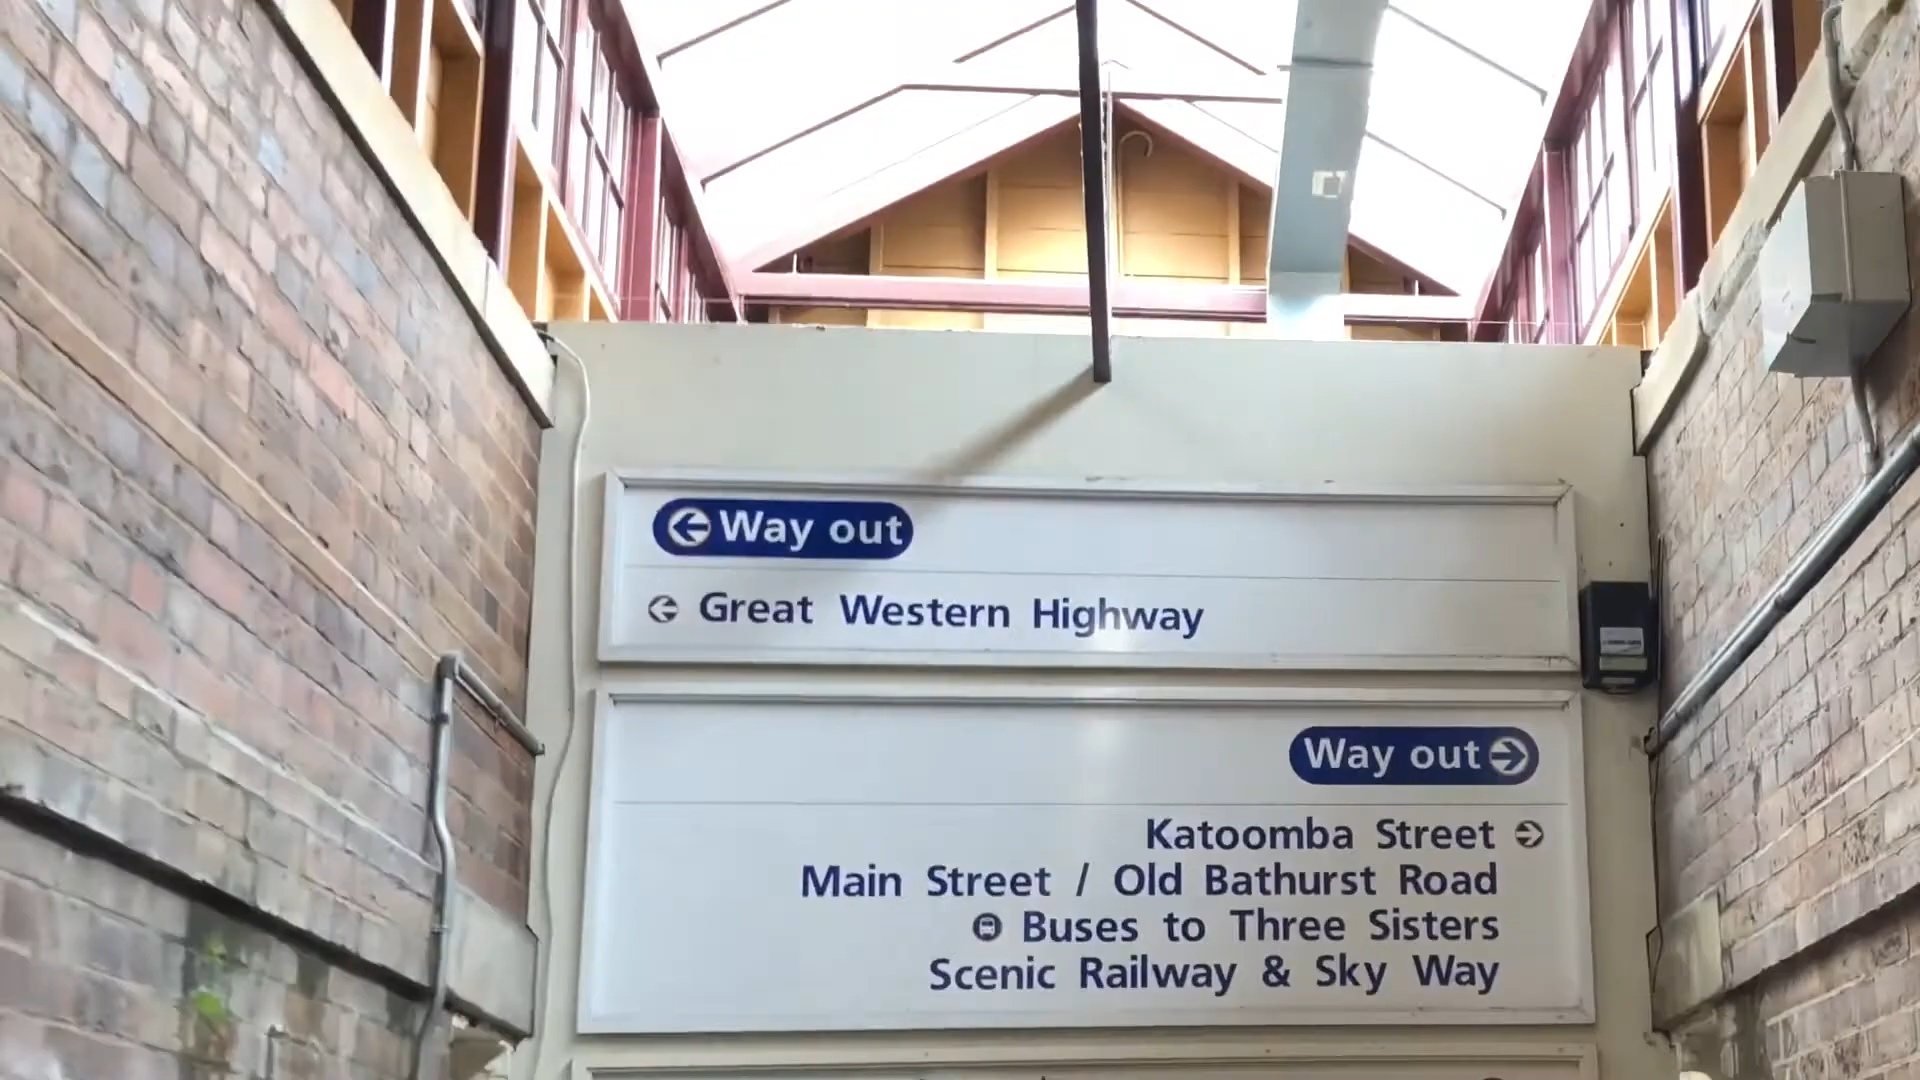 Way out
Great Western Highway
Way out
Katoomba Street
Main Street / Old Bathurst Road
Buses to Three Sisters
Scenic Railway & Sky Way